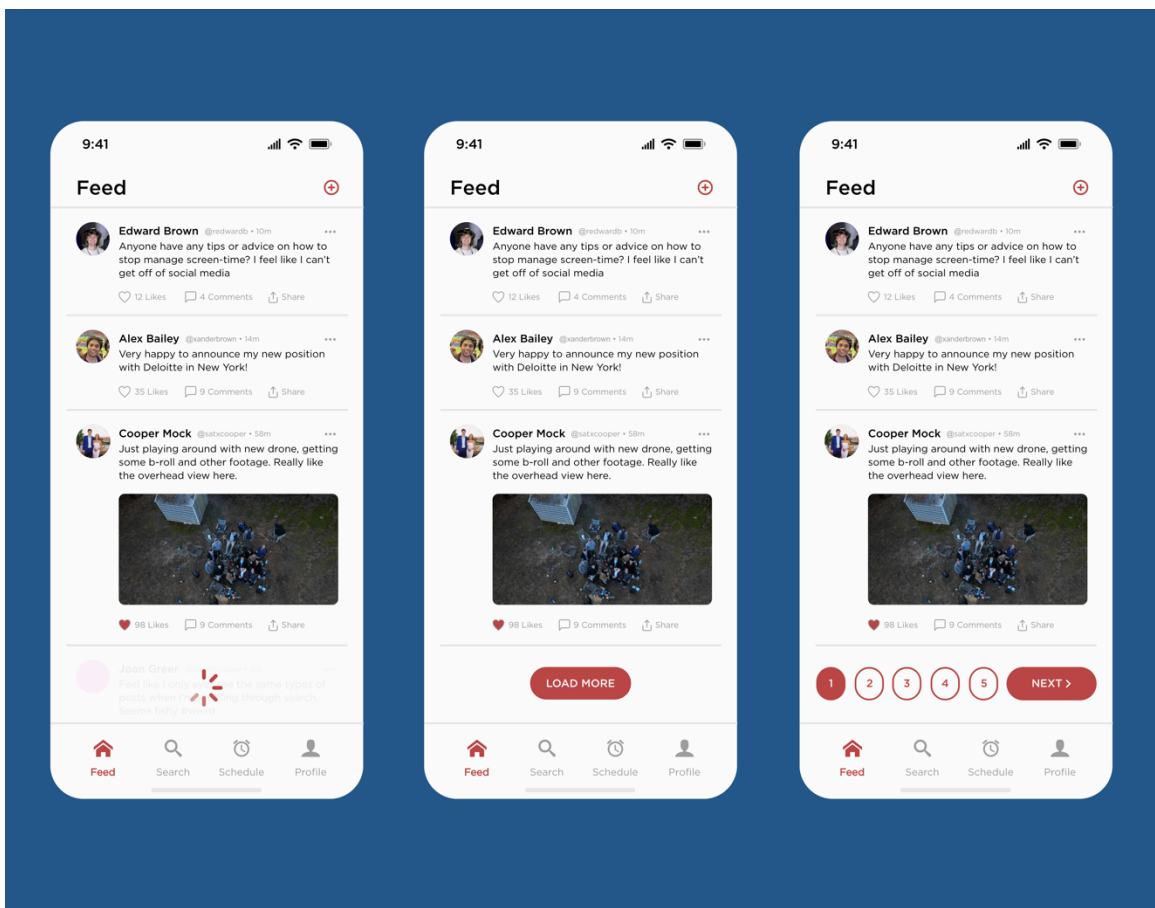 9:41
Feed
Edward Brown @redwardb • 10m
Anyone have any tips or advice on how to
stop manage screen-time? I feel like I can't
get off of social media
12 Likes 4 Comments Share
Alex Bailey @xanderbrown • 14m
Very happy to announce my new position
with Deloitte in New York!
35 Likes 9 Comments Share
Cooper Mock @satxcooper • 58m
Just playing around with new drone, getting
some b-roll and other footage. Really like
the overhead view here.
98 Likes 9 Comments Share
Joan Greer
Feel like I only see the same types of
posts when through search.
Seems fishy #weird
Feed Search Schedule Profile
9:41
Feed
Edward Brown @redwardb • 10m
Anyone have any tips or advice on how to
stop manage screen-time? I feel like I can't
get off of social media
12 Likes 4 Comments Share
Alex Bailey @xanderbrown • 14m
Very happy to announce my new position
with Deloitte in New York!
35 Likes 9 Comments Share
Cooper Mock @satxcooper • 58m
Just playing around with new drone, getting
some b-roll and other footage. Really like
the overhead view here.
98 Likes 9 Comments Share
LOAD MORE
Feed Search Schedule Profile
9:41
Feed
Edward Brown @redwardb • 10m
Anyone have any tips or advice on how to
stop manage screen-time? I feel like I can't
get off of social media
12 Likes 4 Comments Share
Alex Bailey @xanderbrown • 14m
Very happy to announce my new position
with Deloitte in New York!
35 Likes 9 Comments Share
Cooper Mock @satxcooper • 58m
Just playing around with new drone, getting
some b-roll and other footage. Really like
the overhead view here.
98 Likes 9 Comments Share
1 2 3 4 5 NEXT >
Feed Search Schedule Profile